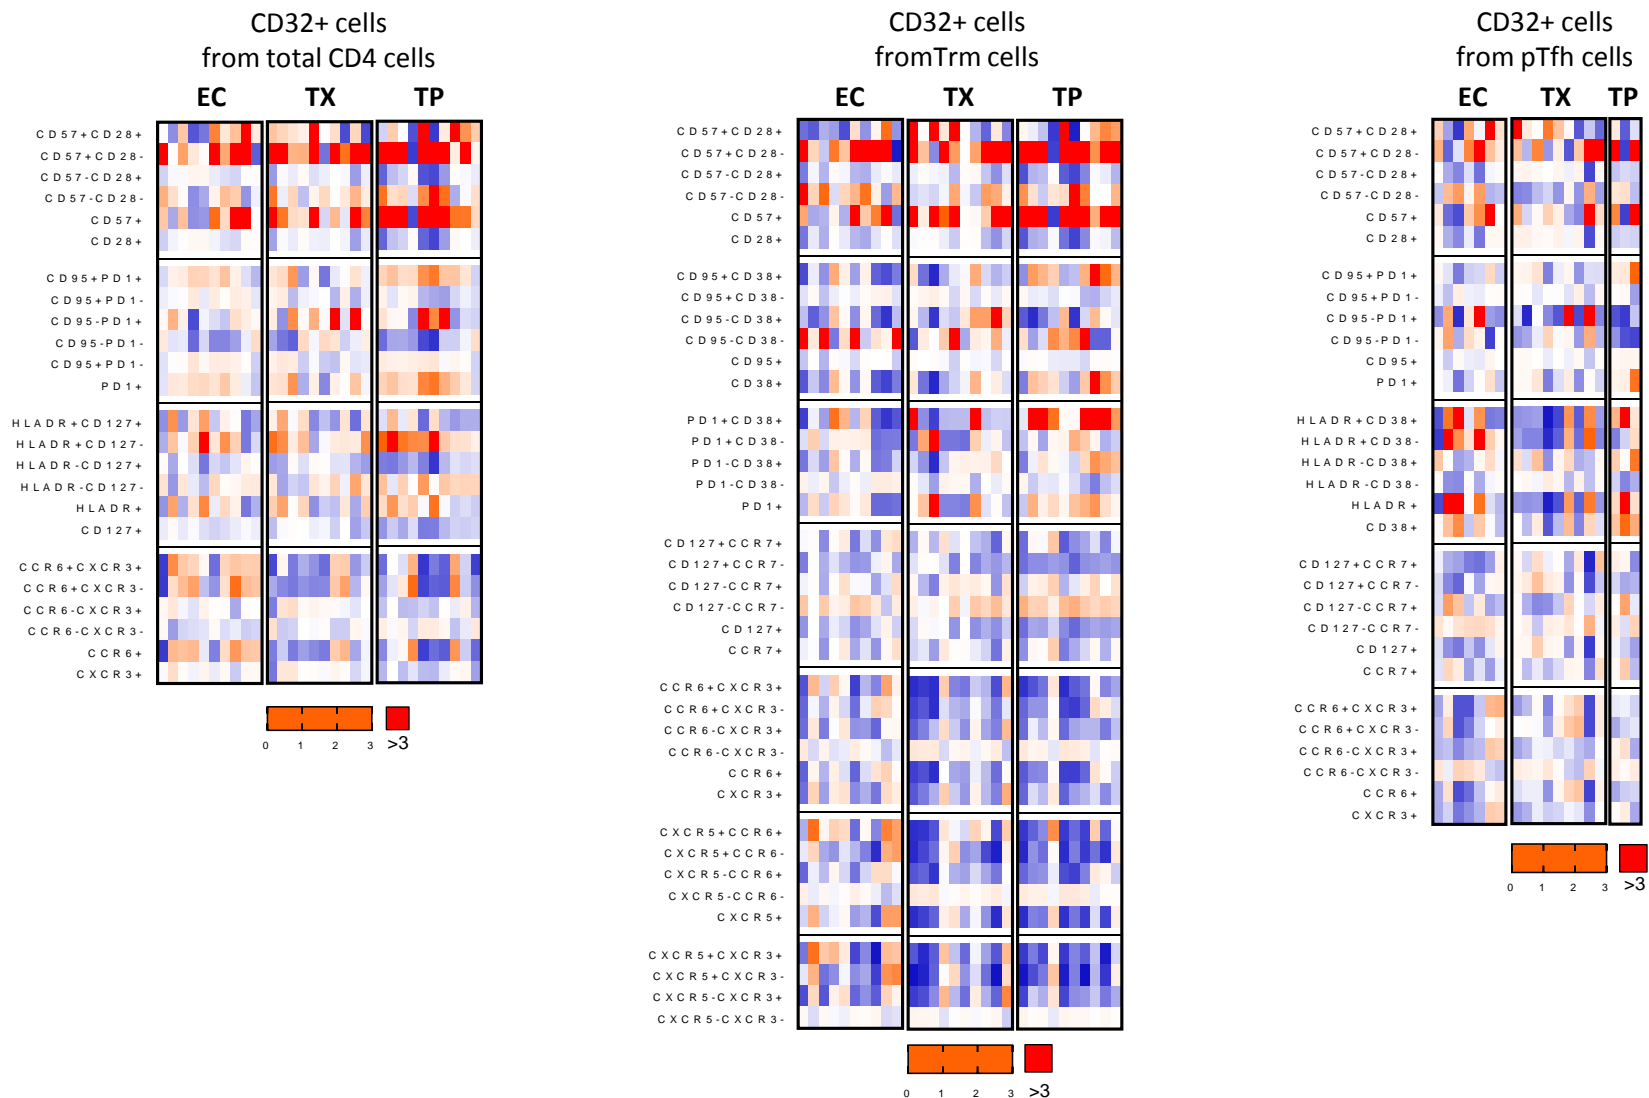 CD32+ cells
from total CD4 cells
EC TX TP
CD57+CD28+
CD57+CD28-
CD57-CD28+
CD57-CD28-
CD57+
CD28+
CD95+PD1+
CD95+PD1-
CD95-PD1+
CD95-PD1-
CD95+PD1-
PD1+
HLADR+CD127+
HLADR+CD127-
HLADR-CD127+
HLADR-CD127-
HLADR+
CD127+
CCR6+CXCR3+
CCR6+CXCR3-
CCR6-CXCR3+
CCR6-CXCR3-
CCR6+
CXCR3+
0 1 2 3 >3
CD32+ cells
fromTrm cells
EC TX TP
CD57+CD28+
CD57+CD28-
CD57-CD28+
CD57-CD28-
CD57+
CD28+
CD95+CD38+
CD95+CD38-
CD95-CD38+
CD95-CD38-
CD95+
CD38+
PD1+CD38+
PD1+CD38-
PD1-CD38+
PD1-CD38-
PD1+
CD127+CCR7+
CD127+CCR7-
CD127-CCR7+
CD127-CCR7-
CD127+
CCR7+
CCR6+CXCR3+
CCR6+CXCR3-
CCR6-CXCR3+
CCR6-CXCR3-
CCR6+
CXCR3+
CXCR5+CCR6+
CXCR5+CCR6-
CXCR5-CCR6+
CXCR5-CCR6-
CXCR5+
CXCR5+CXCR3+
CXCR5+CXCR3-
CXCR5-CXCR3+
CXCR5-CXCR3-
0 1 2 3 >3
CD32+ cells
from pTfh cells
EC TX TP
CD57+CD28+
CD57+CD28-
CD57-CD28+
CD57-CD28-
CD57+
CD28+
CD95+PD1+
CD95+PD1-
CD95-PD1+
CD95-PD1-
CD95+
PD1+
HLADR+CD38+
HLADR+CD38-
HLADR-CD38+
HLADR-CD38-
HLADR+
CD38+
CD127+CCR7+
CD127+CCR7-
CD127-CCR7+
CD127-CCR7-
CD127+
CCR7+
CCR6+CXCR3+
CCR6+CXCR3-
CCR6-CXCR3+
CCR6-CXCR3-
CCR6+
CXCR3+
0 1 2 3 >3